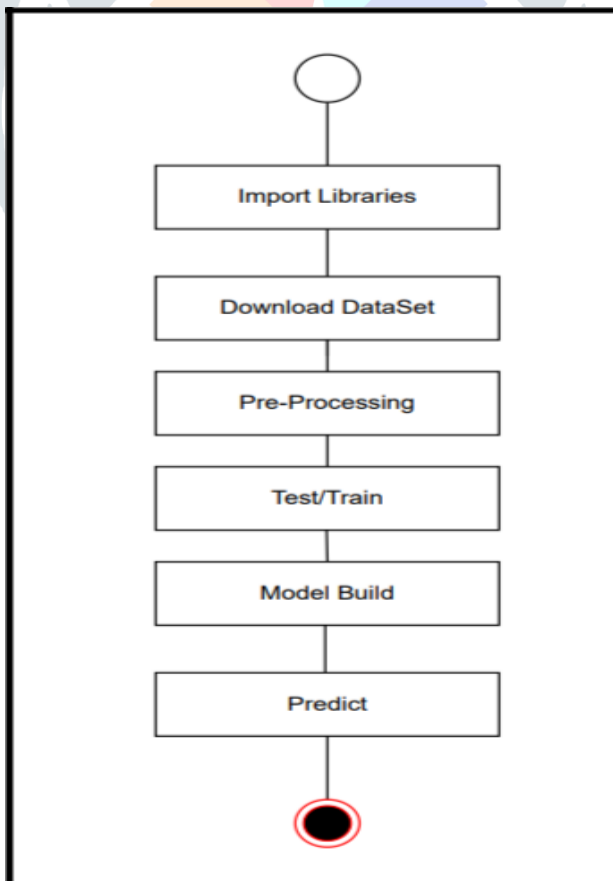 Import Libraries
Download DataSet
Pre-Processing
Test/Train
Model Build
Predict